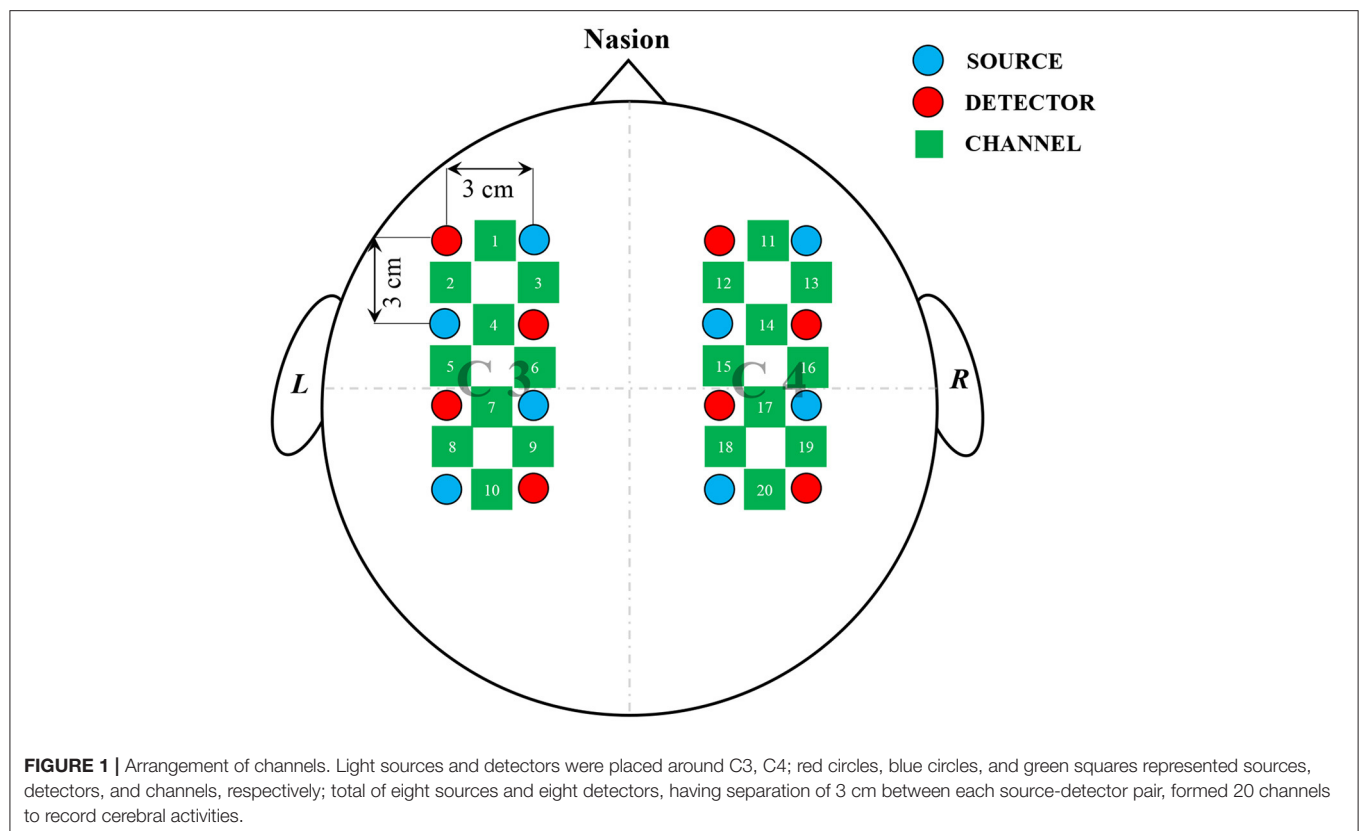 Nasion
SOURCE
DETECTOR
CHANNEL
3 cm
3 cm
1
11
2
3
12
13
4
14
5
6
15
16
C 3
C 4
L
R
7
17
8
9
18
19
10
20
FIGURE 1 | Arrangement of channels. Light sources and detectors were placed around C3, C4; red circles, blue circles, and green squares represented sources,
detectors, and channels, respectively; total of eight sources and eight detectors, having separation of 3 cm between each source-detector pair, formed 20 channels
to record cerebral activities.